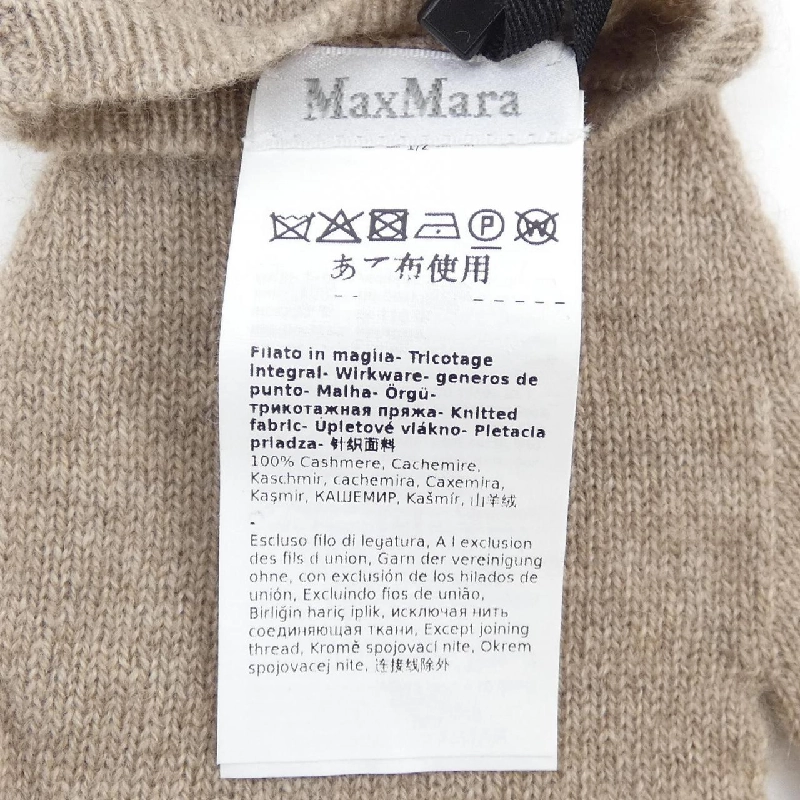 MaxMara
1/2
P
W
あて布使用
Filato in maglia- Tricotage
integral- Wirkware- generos de
punto- Malha- Örgü-
трикотажная пряжа- Knitted
fabric- Úpletové vlákno- Pletacia
priadza- 针织面料
100% Cashmere, Cachemire,
Kaschmir, cachemira, Caxemira,
Kaşmir, КАШЕМИР, Kašmír, 山羊绒
-
Escluso filo di legatura, A l exclusion
des fils d union, Garn der vereinigung
ohne, con exclusión de los hilados de
unión, Excluindo fios de união,
Birliğin hariç iplik, исключая нить
соединяющая ткани, Except joining
thread, Kromě spojovací nite, Okrem
spojovacej nite, 连接线除外